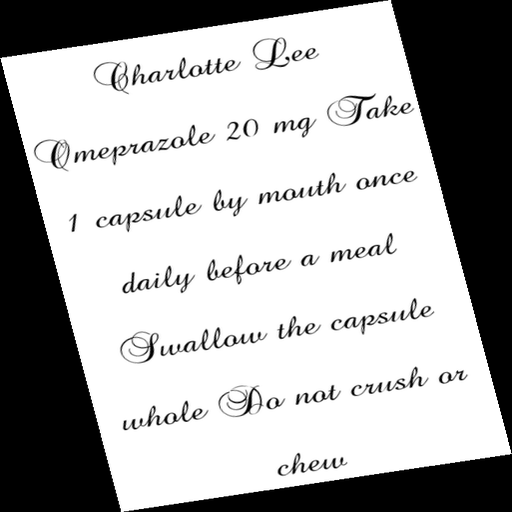 Charlotte Lee
Omeprazole 20 mg Take
1 capsule by mouth once
daily before a meal
Swallow the capsule
whole Do not crush or
chew